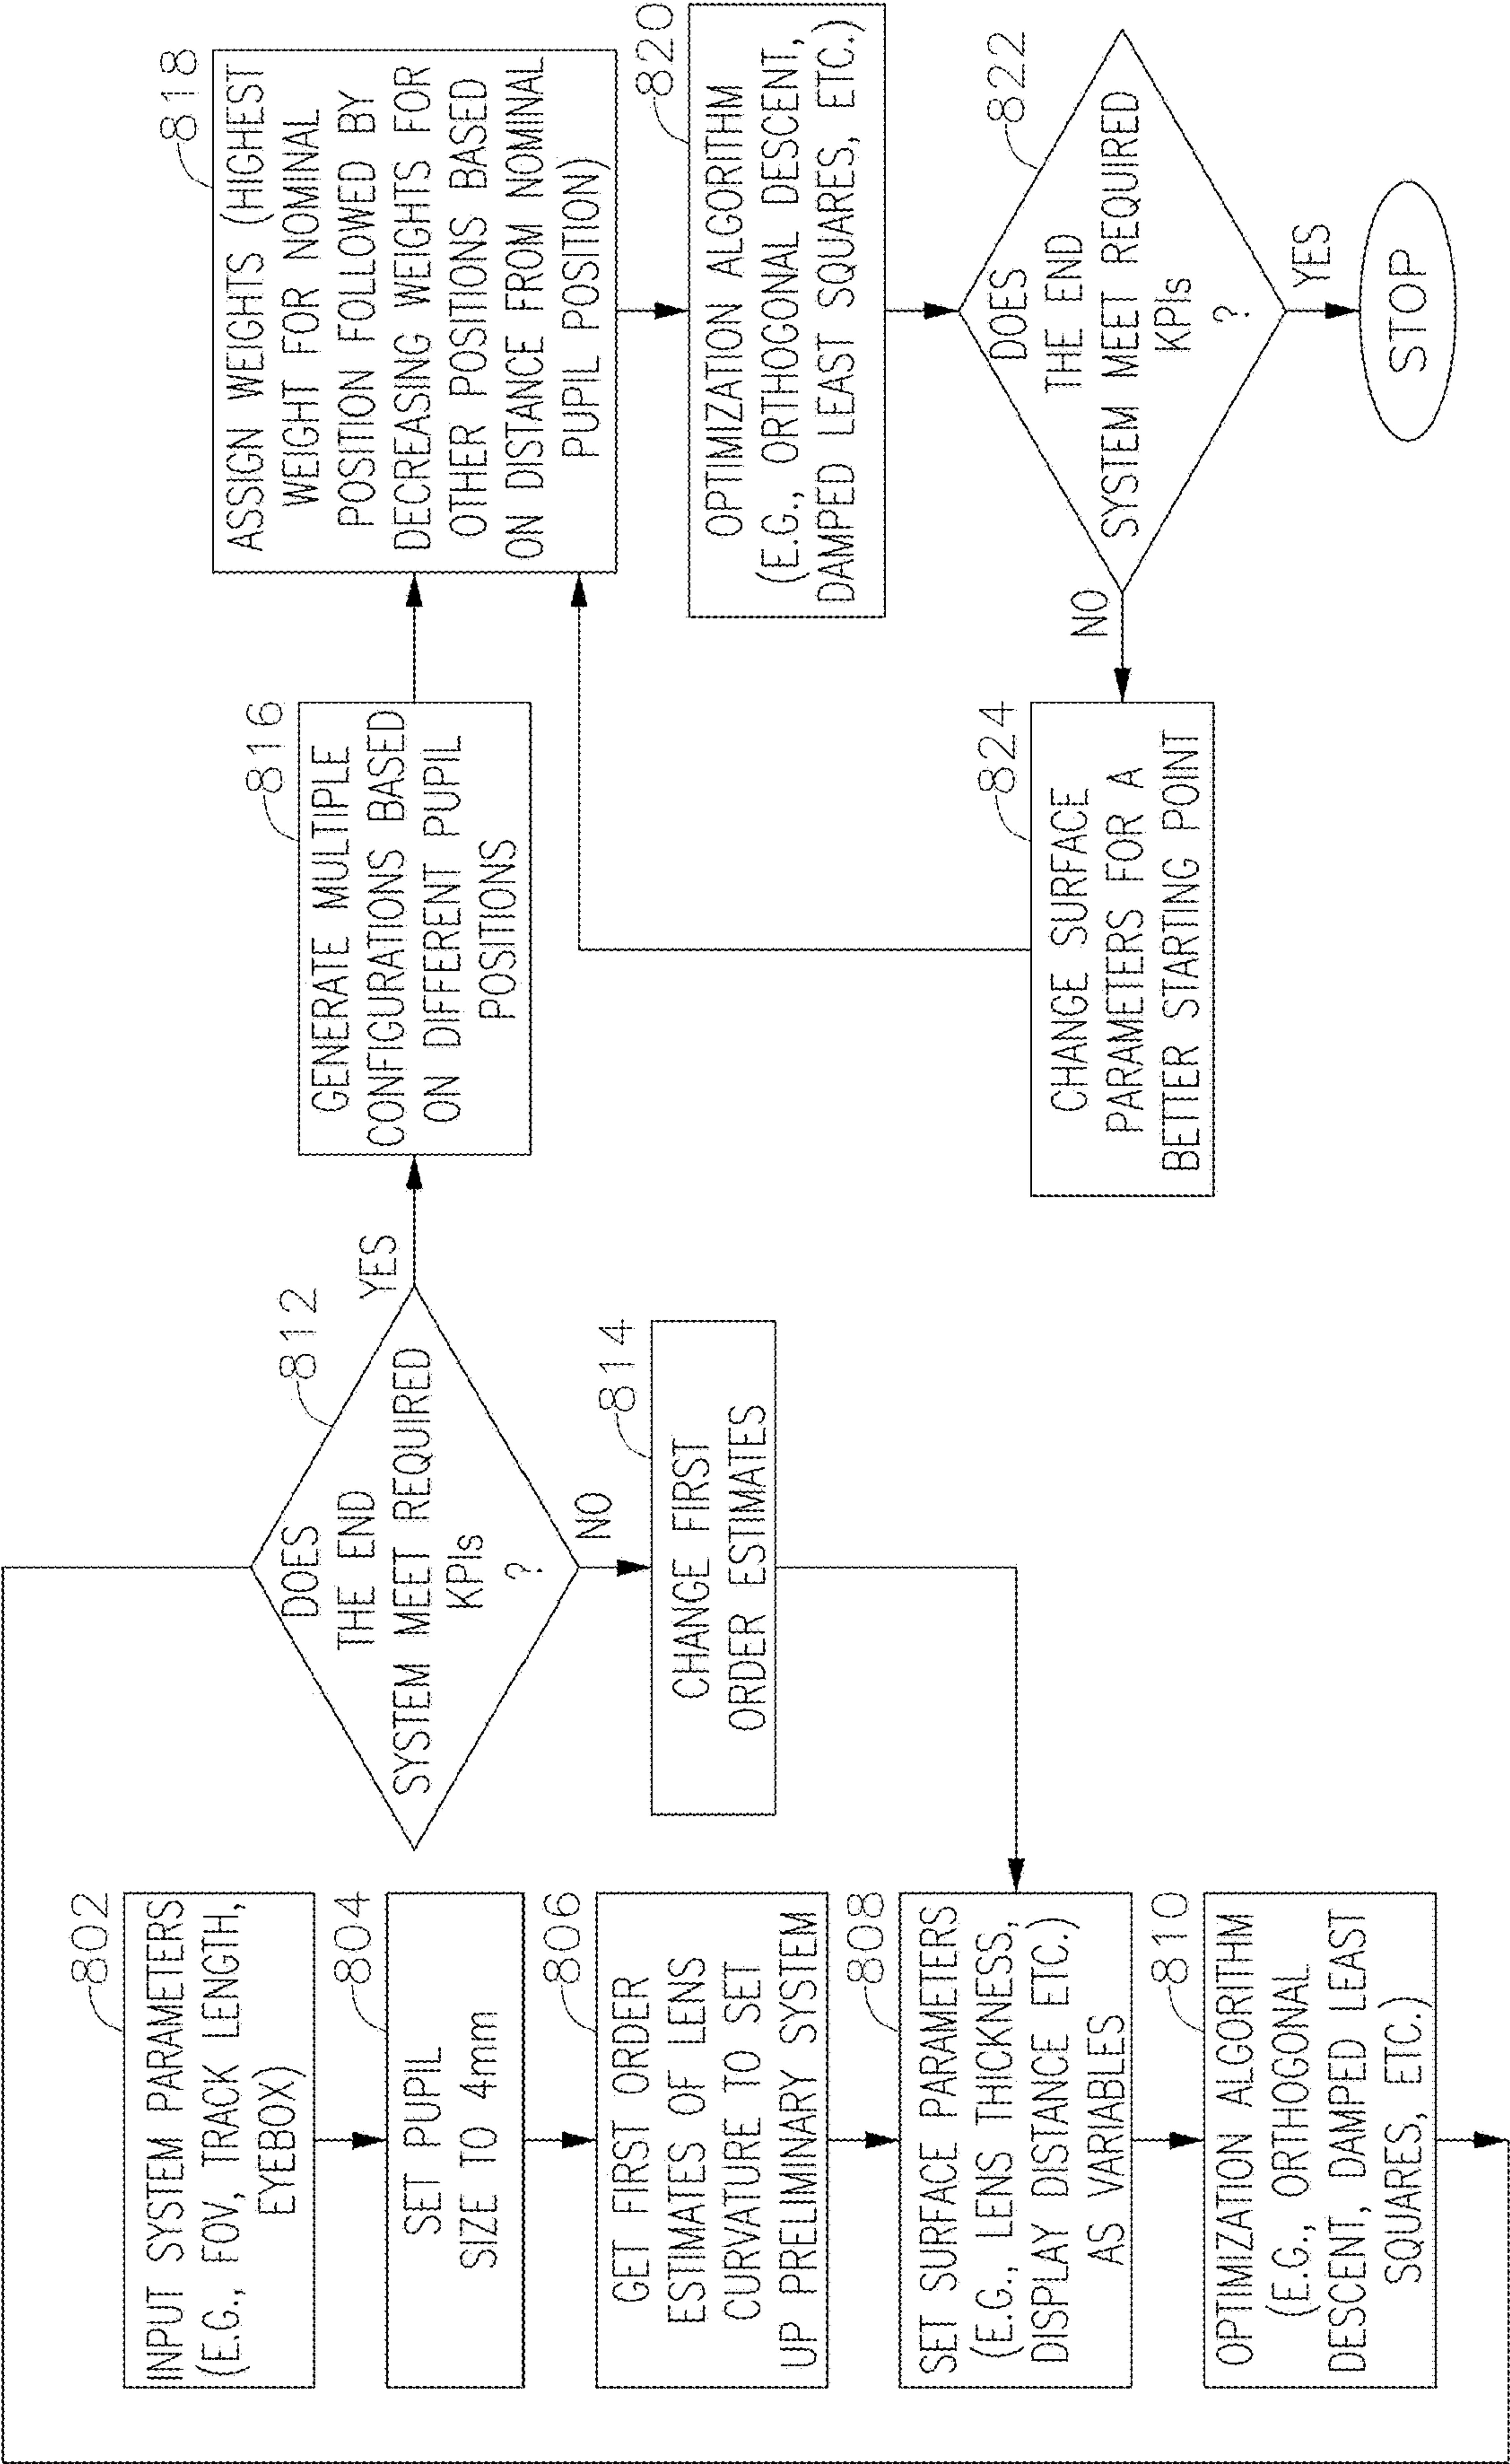 802
INPUT SYSTEM PARAMETERS
(E.G., FOV, TRACK LENGTH,
EYEBOX)
804
SET PUPIL
SIZE TO 4mm
806
GET FIRST ORDER
ESTIMATES OF LENS
CURVATURE TO SET
UP PRELIMINARY SYSTEM
808
SET SURFACE PARAMETERS
(E.G., LENS THICKNESS,
DISPLAY DISTANCE ETC.)
AS VARIABLES
810
OPTIMIZATION ALGORITHM
(E.G., ORTHOGONAL
DESCENT, DAMPED LEAST
SQUARES, ETC.)
812
DOES
THE END
SYSTEM MEET REQUIRED
KPIs
?
YES
NO
814
CHANGE FIRST
ORDER ESTIMATES
816
GENERATE MULTIPLE
CONFIGURATIONS BASED
ON DIFFERENT PUPIL
POSITIONS
818
ASSIGN WEIGHTS (HIGHEST
WEIGHT FOR NOMINAL
POSITION FOLLOWED BY
DECREASING WEIGHTS FOR
OTHER POSITIONS BASED
ON DISTANCE FROM NOMINAL
PUPIL POSITION)
820
OPTIMIZATION ALGORITHM
(E.G., ORTHOGONAL DESCENT,
DAMPED LEAST SQUARES, ETC.)
822
DOES
THE END
SYSTEM MEET REQUIRED
KPIs
?
NO
YES
824
CHANGE SURFACE
PARAMETERS FOR A
BETTER STARTING POINT
STOP